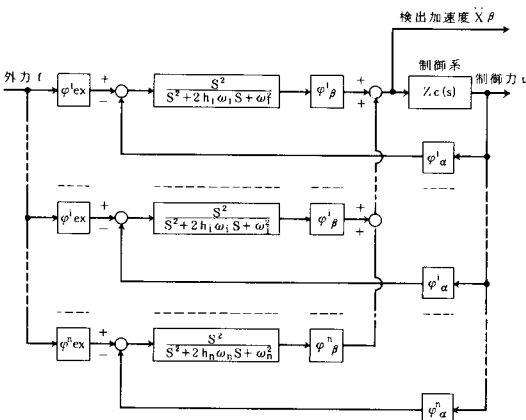 検出加速度 Ẍβ
外力 f
φ¹ex
+
−
S²
S²+2h₁ω₁S+ω₁²
φ¹β
+
+
制御系
Zc(s)
制御力 u
φ¹α
φⁱex
+
−
S²
S²+2hᵢωᵢS+ωᵢ²
φⁱβ
+
+
φⁱα
φⁿex
+
−
S²
S²+2hₙωₙS+ωₙ²
φⁿβ
φⁿα